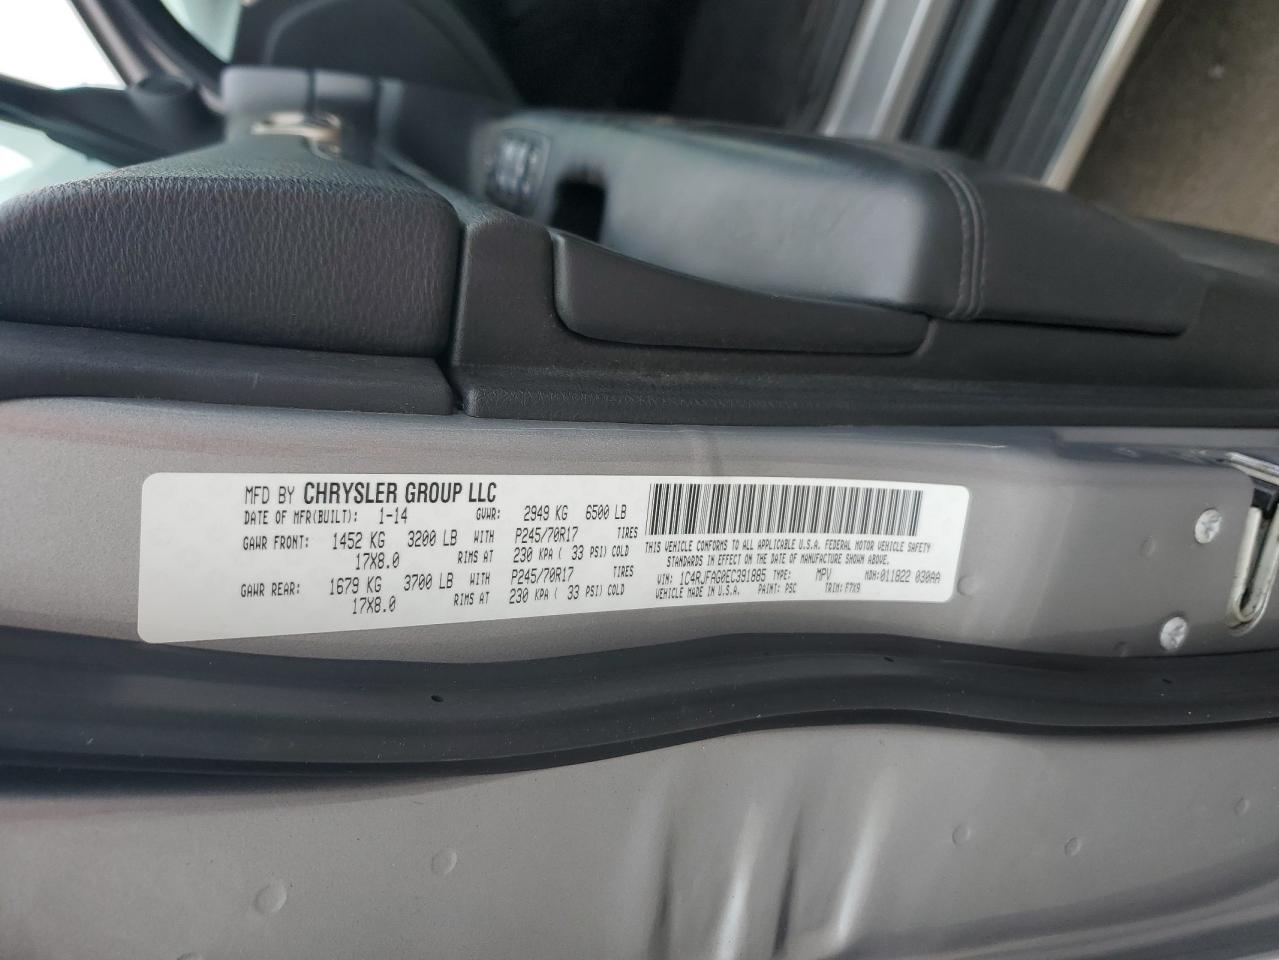 MFD BY CHRYSLER GROUP LLC
DATE OF MFR(BUILT): 1-14 GVWR: 2949 KG 6500 LB
GAWR FRONT: 1452 KG 3200 LB WITH P245/70R17 TIRES
17X8.0 RIMS AT 230 KPA ( 33 PSI) COLD
GAWR REAR: 1679 KG 3700 LB WITH P245/70R17 TIRES
17X8.0 RIMS AT 230 KPA ( 33 PSI) COLD
THIS VEHICLE CONFORMS TO ALL APPLICABLE U.S.A. FEDERAL MOTOR VEHICLE SAFETY
STANDARDS IN EFFECT ON THE DATE OF MANUFACTURE SHOWN ABOVE.
VIN: 1C4RJFAG0EC391885 TYPE: MPV MDH:011822 030AA
VEHICLE MADE IN U.S.A. PAINT: PSC TRIM: F7X9